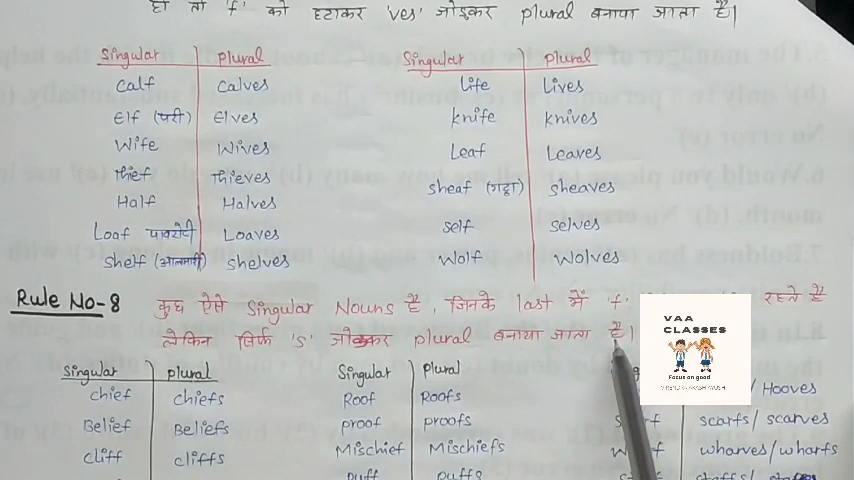 हो तो 'f' को हटाकर 'ves' जोड़कर plural बनाया जाता है।
Singular Plural Singular Plural
Calf Calves Life Lives
Elf (परी) Elves Knife Knives
Wife Wives Leaf Leaves
Thief Thieves Sheaf (गट्ठा) Sheaves
Half Halves Self Selves
Loaf पावरोटी Loaves Wolf Wolves
Shelf (आलमारी) Shelves
Rule No-8 कुछ ऐसे Singular Nouns है, जिनके last में 'f' रहते है
लेकिन सिर्फ 's' जोड़कर plural बनाया जाता है।
Singular Plural Singular Plural
Chief Chiefs Roof Roofs / Hooves
Belief Beliefs Proof Proofs scarfs/scarves
Cliff Cliffs Mischief Mischiefs wharves/wharfs
Puff Puffs
VAA
CLASSES
Focus on good